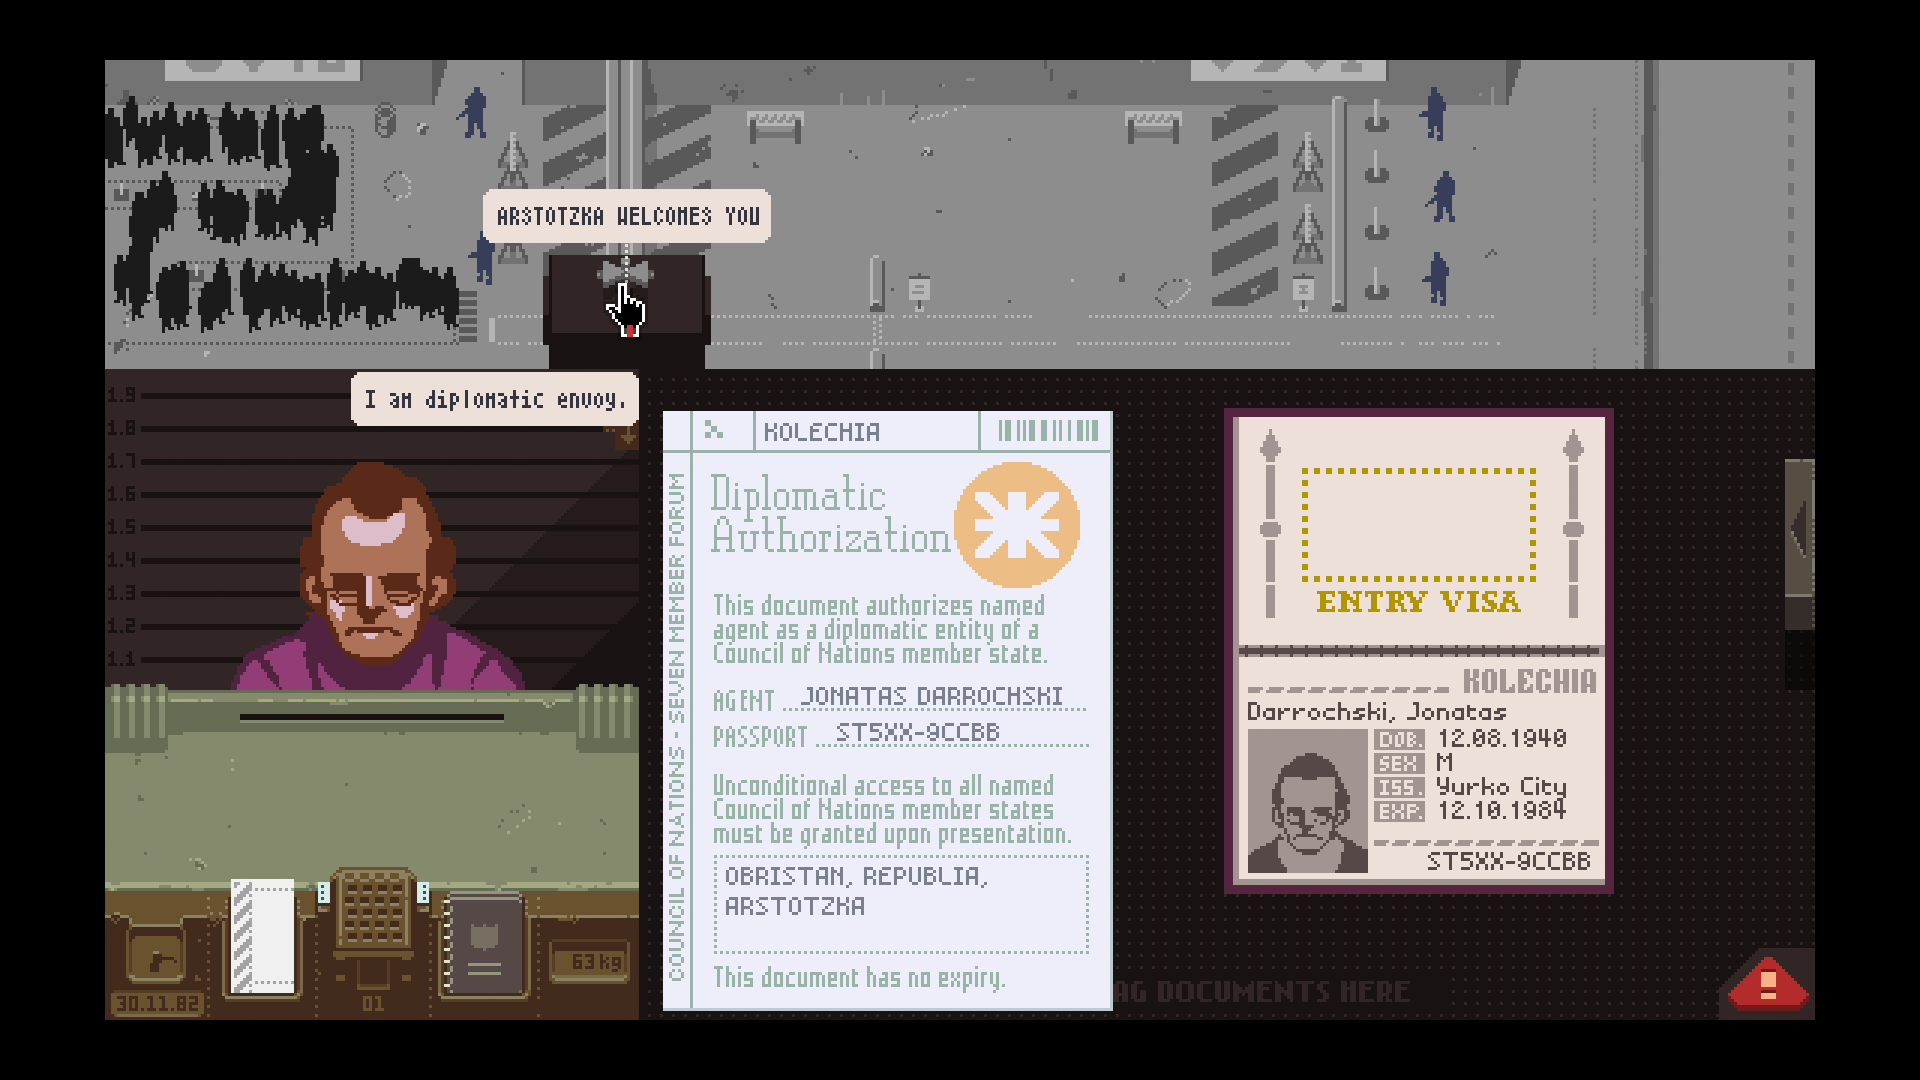 ARSTOTZKA WELCOMES YOU
I am diplomatic envoy.
1.9
1.8
1.7
1.6
1.5
1.4
1.3
1.2
1.1
KOLECHIA
COUNCIL OF NATIONS - SEVEN MEMBER FORUM
Diplomatic
Authorization
This document authorizes named
agent as a diplomatic entity of a
Council of Nations member state.
AGENT JONATAS DARROCHSKI
PASSPORT ST5XX-9CCBB
Unconditional access to all named
Council of Nations member states
must be granted upon presentation.
OBRISTAN, REPUBLIA,
ARSTOTZKA
This document has no expiry.
ENTRY VISA
KOLECHIA
Darrochski, Jonatas
DOB. 12.08.1940
SEX M
ISS. Yurko City
EXP. 12.10.1984
ST5XX-9CCBB
63kg
30.11.82
01
AG DOCUMENTS HERE